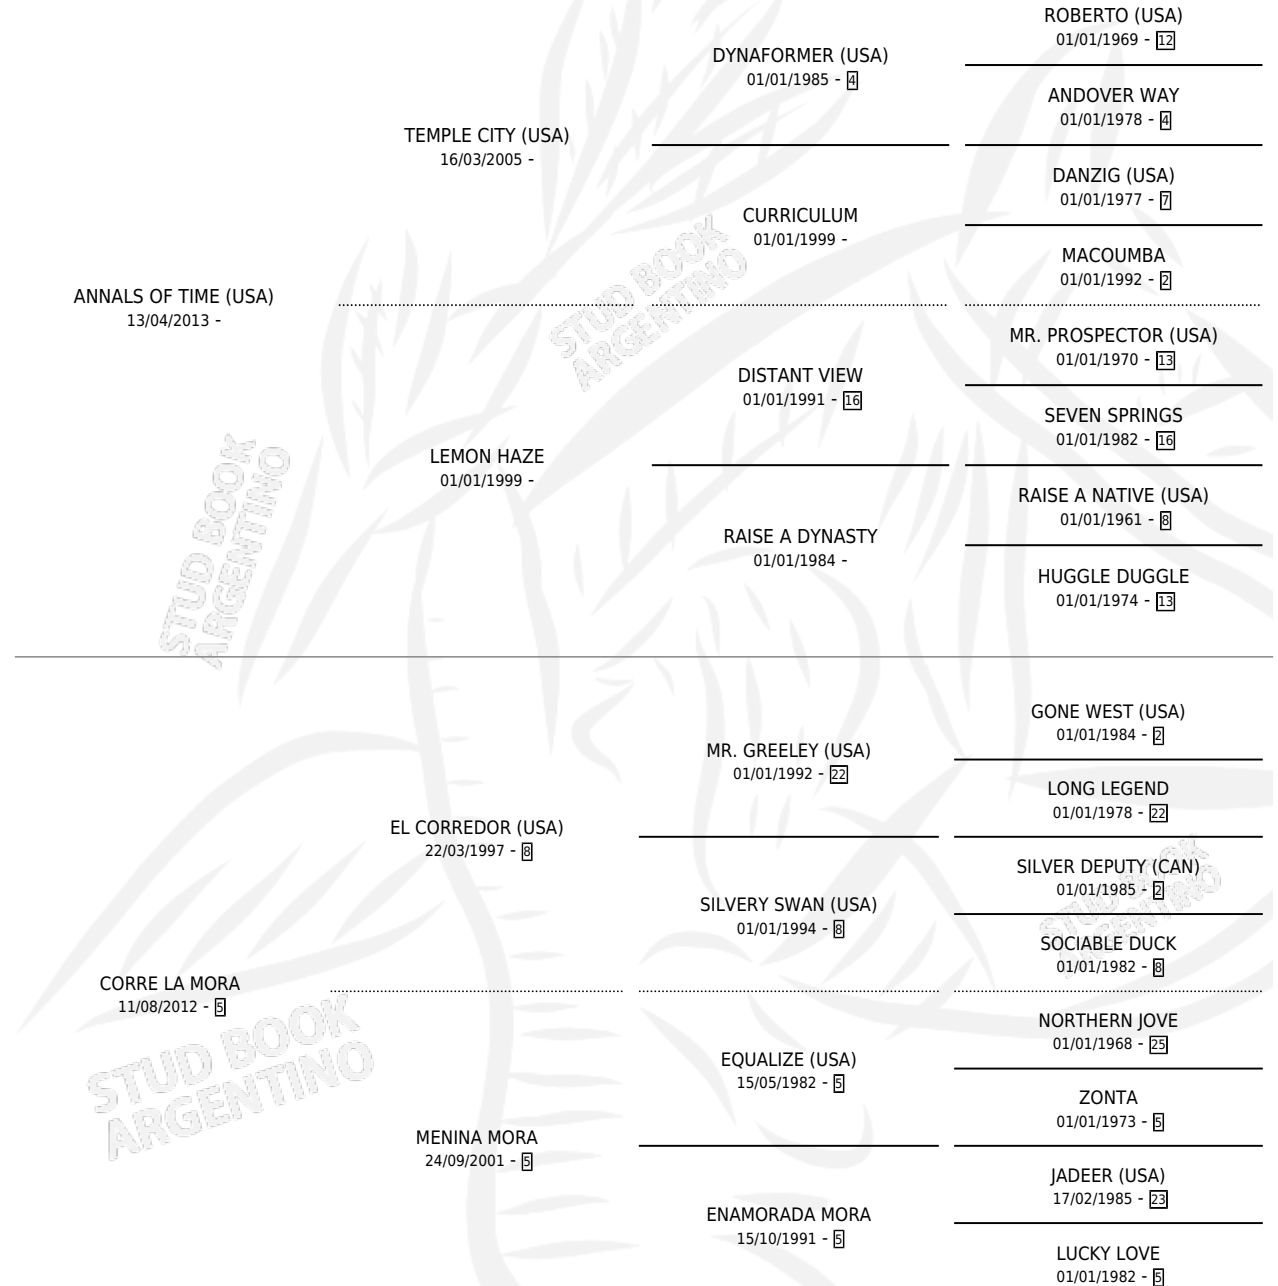 ROBERTO (USA)
01/01/1969 - 12
DYNAFORMER (USA)
01/01/1985 - 4
ANDOVER WAY
01/01/1978 - 4
TEMPLE CITY (USA)
16/03/2005 -
DANZIG (USA)
01/01/1977 - 7
CURRICULUM
01/01/1999 -
MACOUMBA
01/01/1992 - 2
STUD BOOK
ARGENTINO
ANNALS OF TIME (USA)
13/04/2013 -
MR. PROSPECTOR (USA)
01/01/1970 - 13
DISTANT VIEW
01/01/1991 - 16
SEVEN SPRINGS
01/01/1982 - 16
LEMON HAZE
01/01/1999 -
RAISE A NATIVE (USA)
01/01/1961 - 8
RAISE A DYNASTY
01/01/1984 -
HUGGLE DUGGLE
01/01/1974 - 13
STUD BOOK
ARGENTINO
GONE WEST (USA)
01/01/1984 - 2
MR. GREELEY (USA)
01/01/1992 - 22
LONG LEGEND
01/01/1978 - 22
EL CORREDOR (USA)
22/03/1997 - 8
SILVER DEPUTY (CAN)
01/01/1985 - 2
SILVERY SWAN (USA)
01/01/1994 - 8
STUD BOOK
ARGENTINO
SOCIABLE DUCK
01/01/1982 - 8
CORRE LA MORA
11/08/2012 - 5
NORTHERN JOVE
01/01/1968 - 25
EQUALIZE (USA)
15/05/1982 - 5
ZONTA
01/01/1973 - 5
STUD BOOK
ARGENTINO
MENINA MORA
24/09/2001 - 5
JADEER (USA)
17/02/1985 - 23
ENAMORADA MORA
15/10/1991 - 5
LUCKY LOVE
01/01/1982 - 5